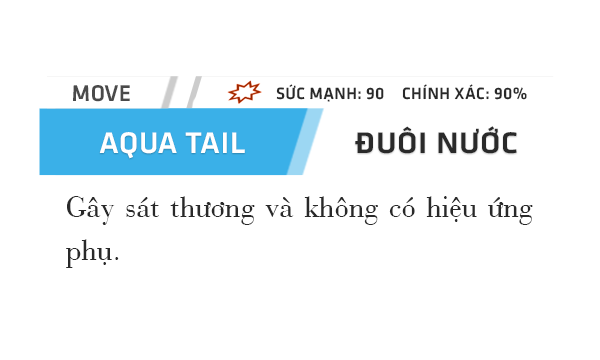 MOVE SỨC MẠNH: 90 CHÍNH XÁC: 90%
AQUA TAIL ĐUÔI NƯỚC
Gây sát thương và không có hiệu ứng
phụ.